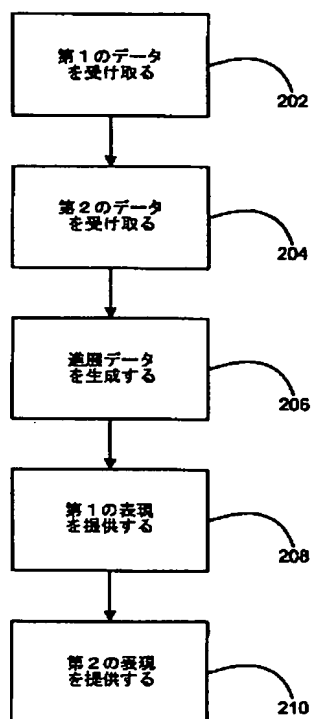 第1のデータ
を受け取る
202
第2のデータ
を受け取る
204
進展データ
を生成する
206
第1の表現
を提供する
208
第2の表現
を提供する
210